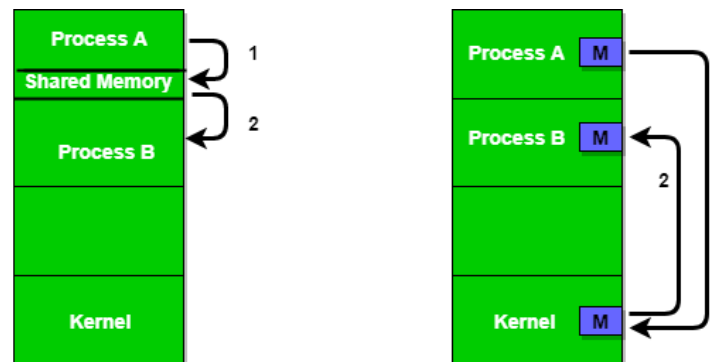 Process A
1
Shared Memory
2
Process B
Kernel
Process A M
Process B M
2
Kernel M